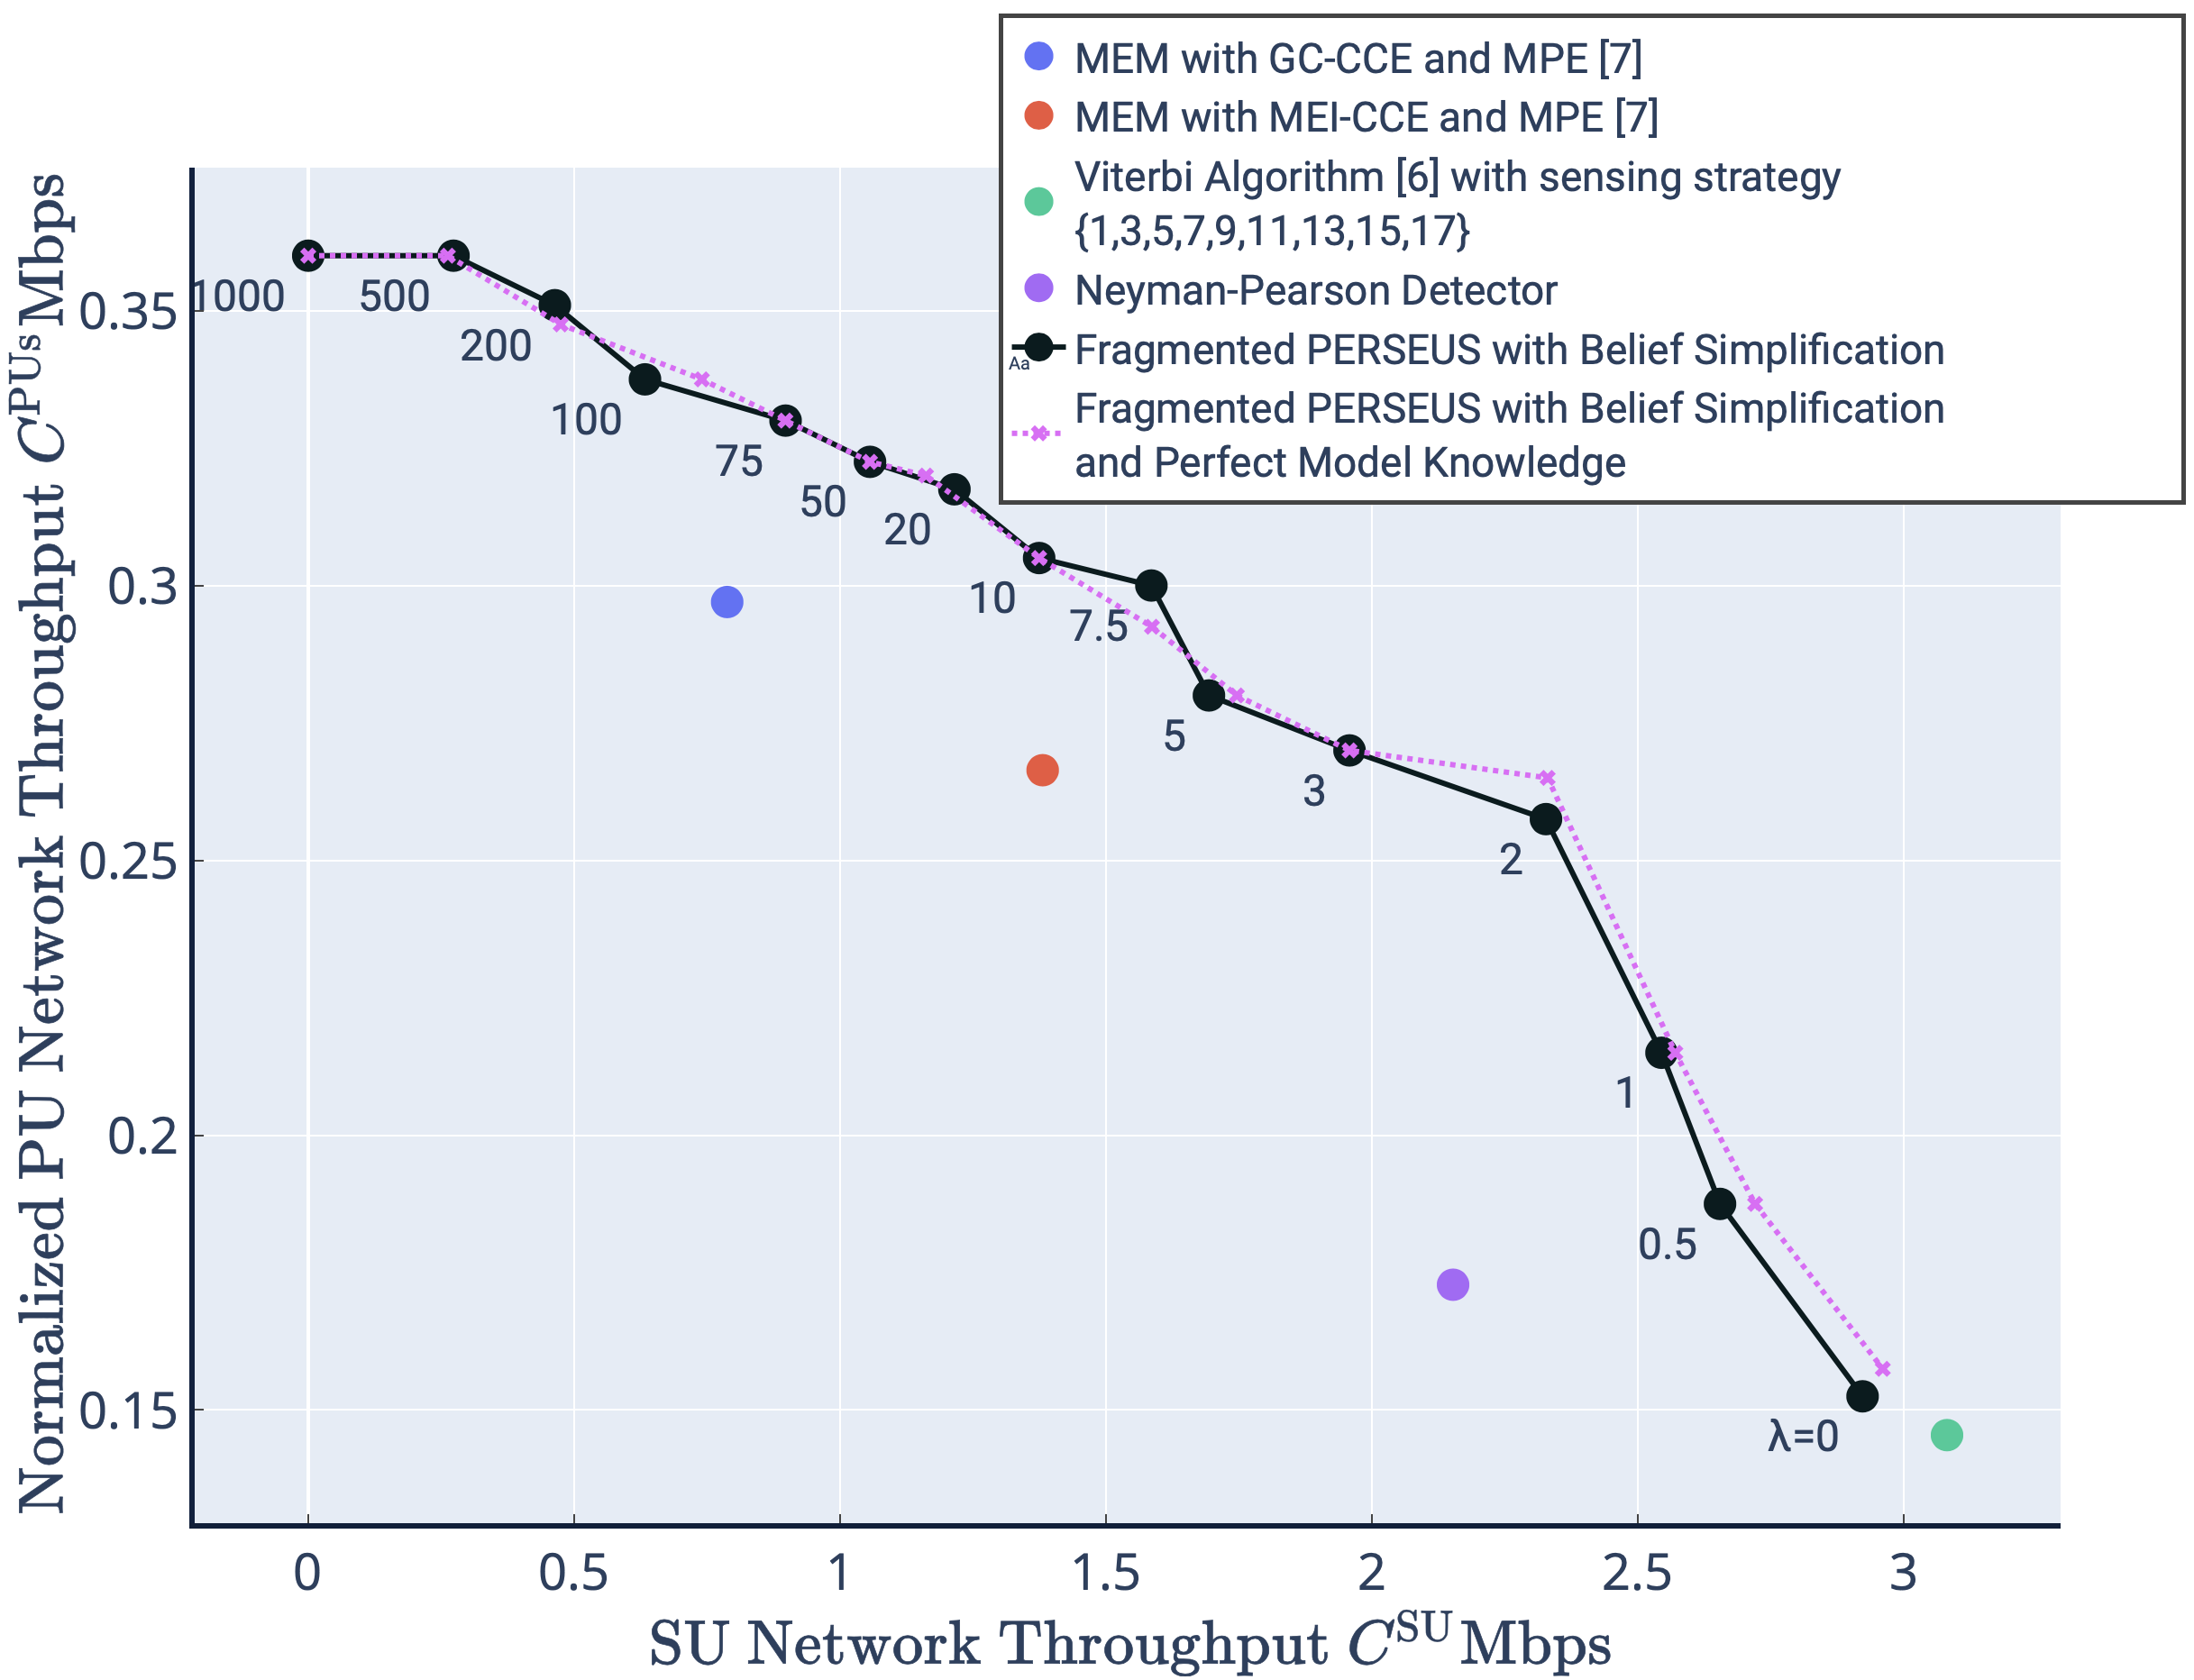 MEM with GC-CCE and MPE [7]
MEM with MEI-CCE and MPE [7]
Viterbi Algorithm [6] with sensing strategy
{1,3,5,7,9,11,13,15,17}
Neyman-Pearson Detector
Aa
Fragmented PERSEUS with Belief Simplification
Fragmented PERSEUS with Belief Simplification
and Perfect Model Knowledge
Normalized PU Network Throughput C^PUs Mbps
0.35
0.3
0.25
0.2
0.15
1000
500
200
100
75
50
20
10
7.5
5
3
2
1
0.5
λ=0
0
0.5
1
1.5
2
2.5
3
SU Network Throughput C^SU Mbps